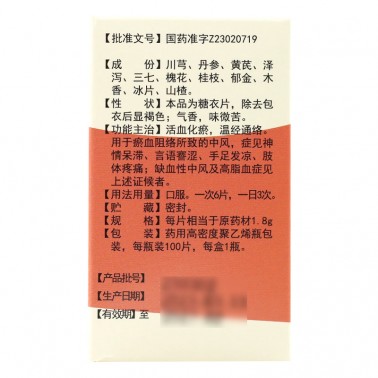 【批准文号】国药准字Z23020719
【成　份】川芎、丹参、黄芪、泽
泻、三七、槐花、桂枝、郁金、木
香、冰片、山楂。
【性　状】本品为糖衣片，除去包
衣后显褐色；气香，味微苦。
【功能主治】活血化瘀，温经通络。
用于瘀血阻络所致的中风，症见神
情呆滞、言语謇涩、手足发凉、肢
体疼痛；缺血性中风及高脂血症见
上述证候者。
【用法用量】口服。一次6片，一日3次。
【贮　藏】密封。
【规　格】每片相当于原药材1.8g
【包　装】药用高密度聚乙烯瓶包
装，每瓶装100片，每盒1瓶。
【产品批号】
【生产日期】
【有效期】至